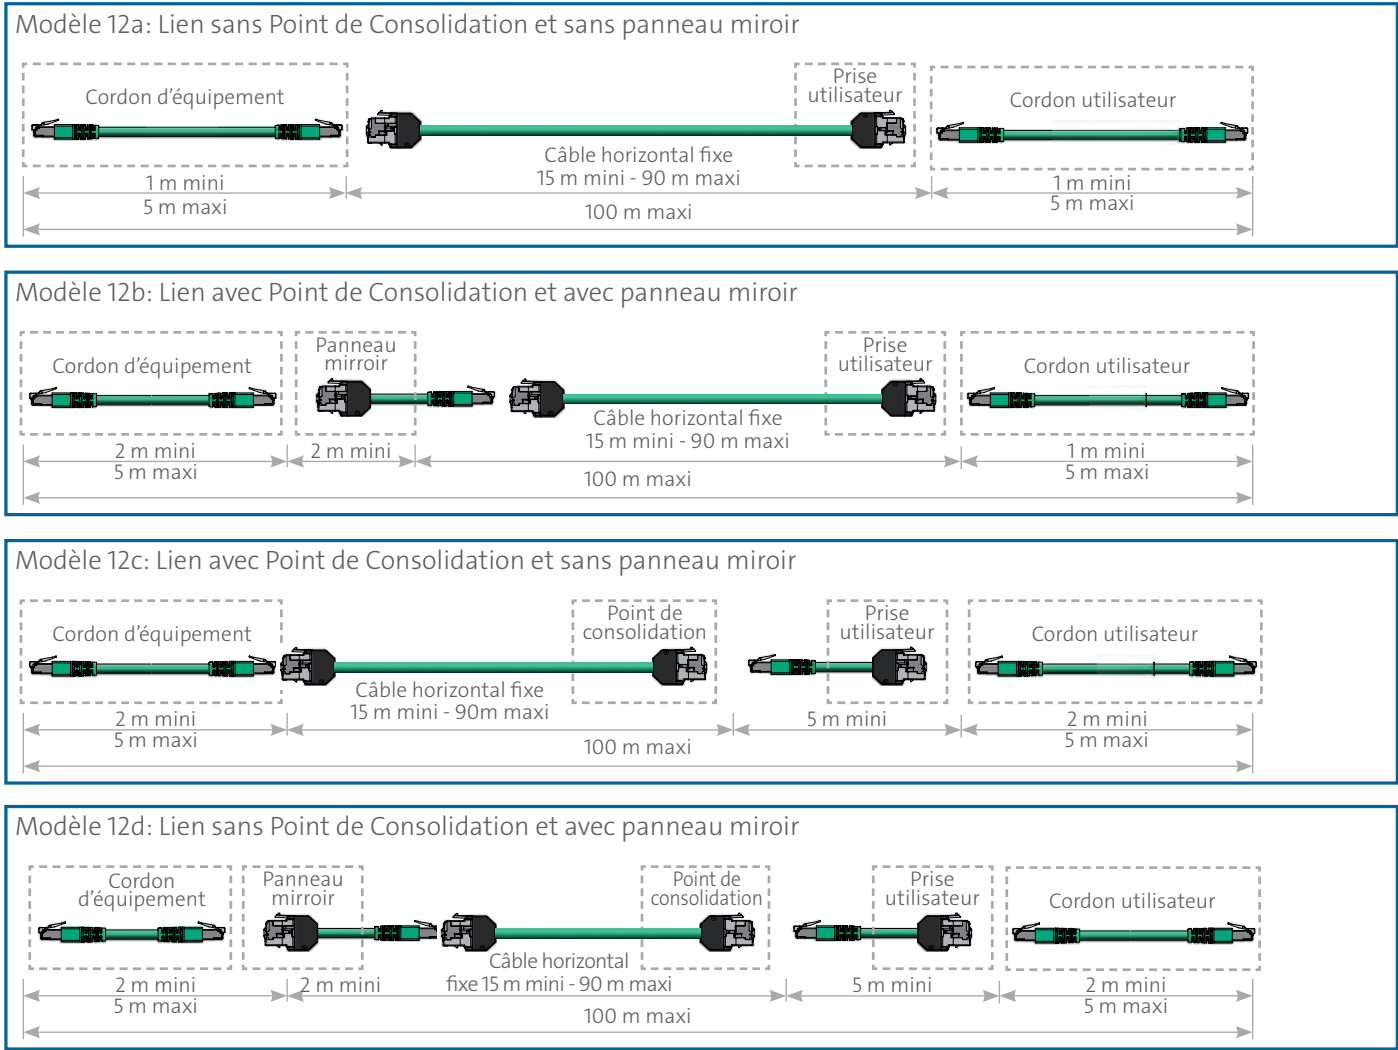 Modèle 12a: Lien sans Point de Consolidation et sans panneau miroir
Cordon d’équipement
Prise
utilisateur
Cordon utilisateur
Câble horizontal fixe
15 m mini - 90 m maxi
1 m mini
5 m maxi
1 m mini
5 m maxi
100 m maxi
Modèle 12b: Lien avec Point de Consolidation et avec panneau miroir
Cordon d’équipement
Panneau
mirroir
Prise
utilisateur
Cordon utilisateur
Câble horizontal fixe
15 m mini - 90 m maxi
2 m mini
5 m maxi
2 m mini
1 m mini
5 m maxi
100 m maxi
Modèle 12c: Lien avec Point de Consolidation et sans panneau miroir
Cordon d’équipement
Point de
consolidation
Prise
utilisateur
Cordon utilisateur
Câble horizontal fixe
15 m mini - 90m maxi
2 m mini
5 m maxi
5 m mini
2 m mini
5 m maxi
100 m maxi
Modèle 12d: Lien sans Point de Consolidation et avec panneau miroir
Cordon
d’équipement
Panneau
mirroir
Point de
consolidation
Prise
utilisateur
Cordon utilisateur
Câble horizontal
fixe 15 m mini - 90 m maxi
2 m mini
5 m maxi
2 m mini
5 m mini
2 m mini
5 m maxi
100 m maxi